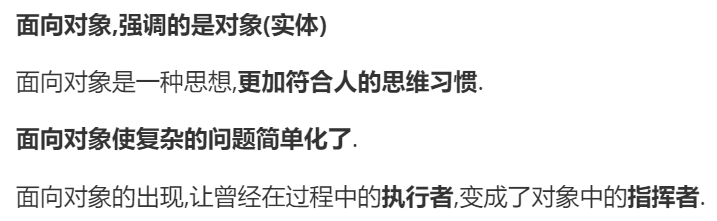 面向对象,强调的是对象(实体)
面向对象是一种思想,更加符合人的思维习惯.
面向对象使复杂的问题简单化了.
面向对象的出现,让曾经在过程中的执行者,变成了对象中的指挥者.